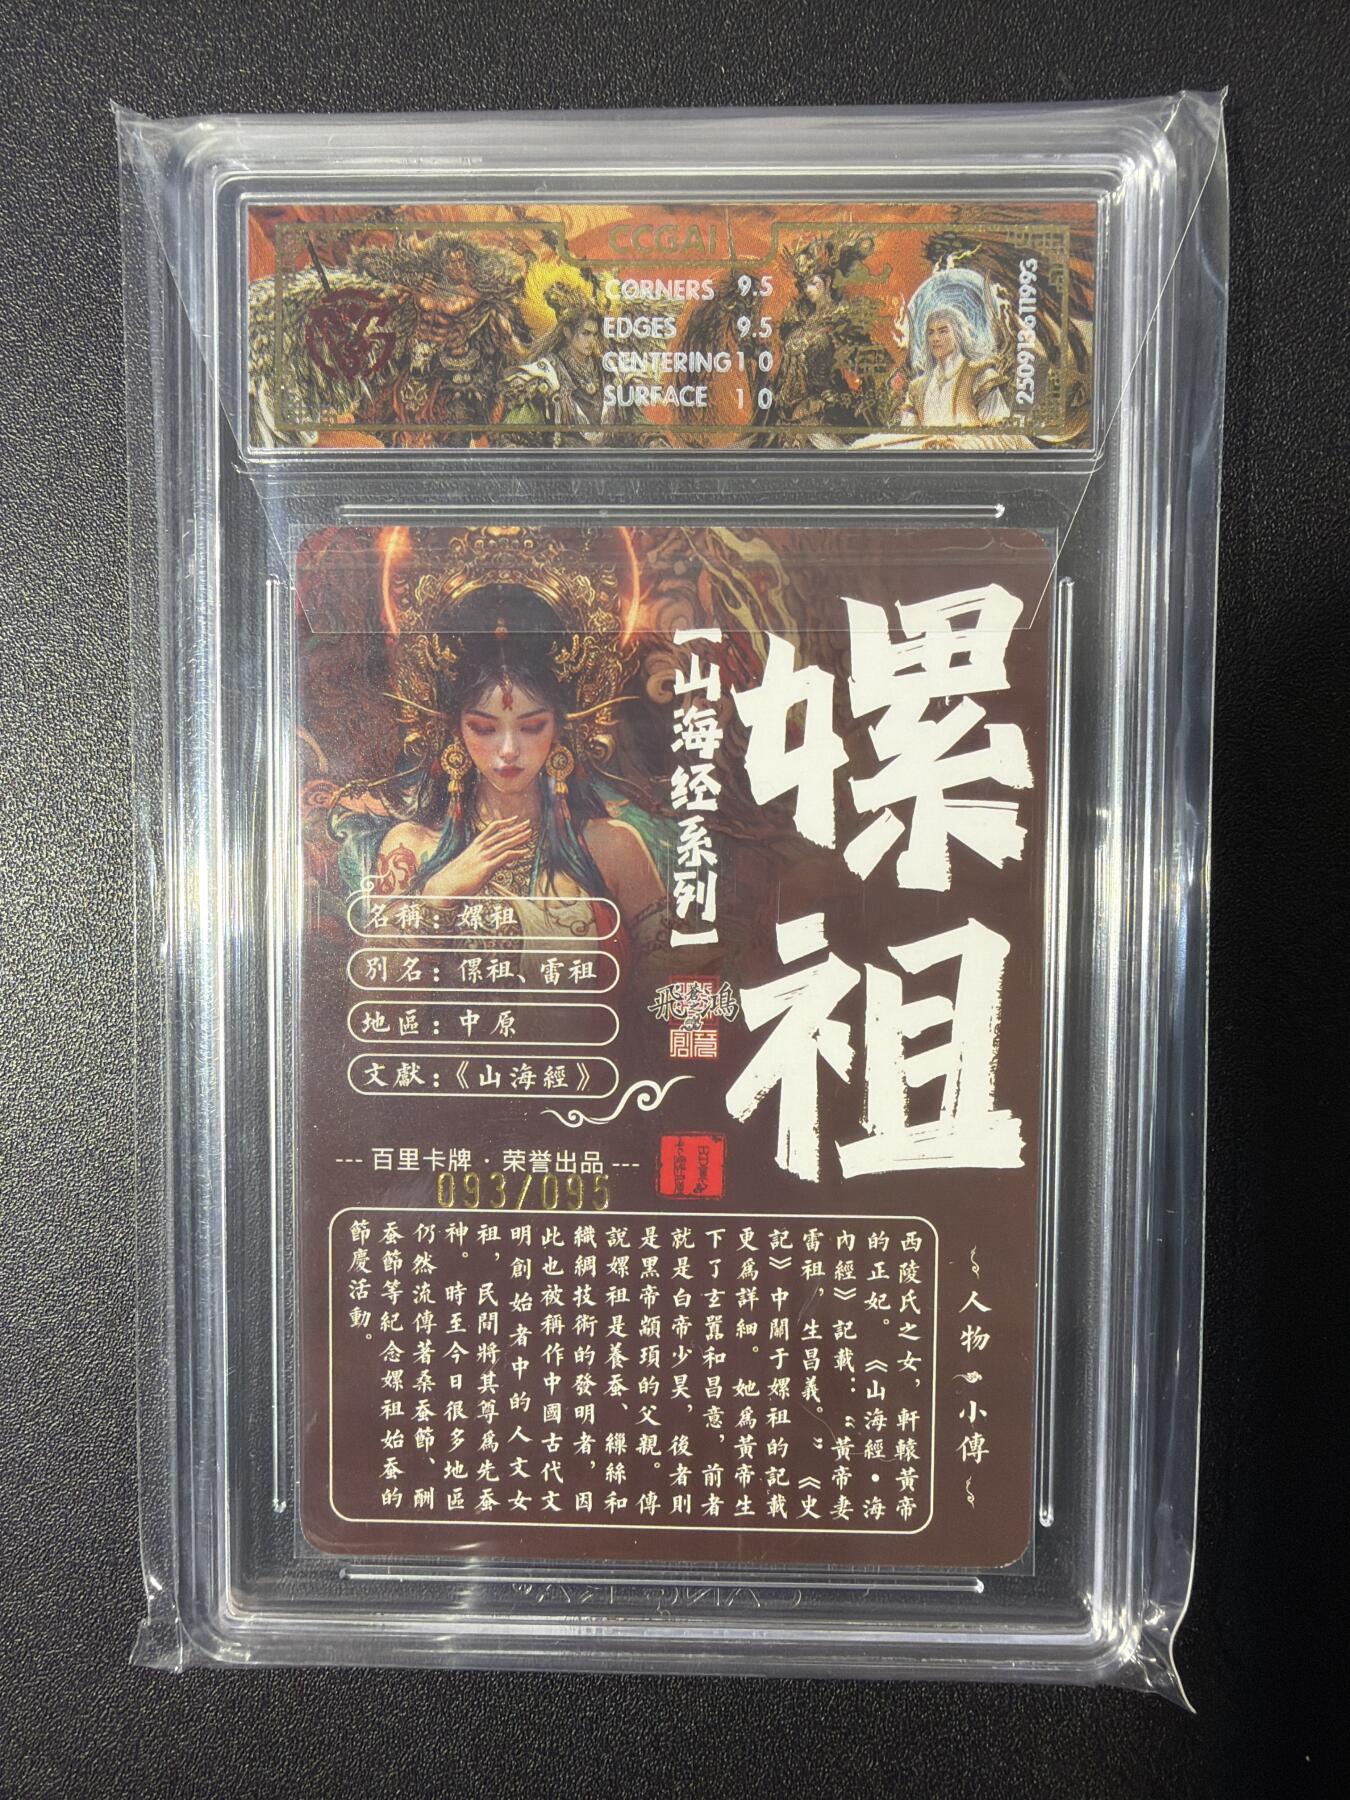 CCGAI
CORNERS 9.5
EDGES 9.5
CENTERING 10
SURFACE 10
2509136111993
嫘祖
山海经系列
名稱：嫘祖
別名：傫祖、雷祖
地區：中原
文獻：《山海經》
飛鴻
--- 百里卡牌 · 荣誉出品 ---
093/095
人物小傳
西陵氏之女，軒轅黃帝
的正妃。《山海經•海
內經》記載：“黃帝妻
雷祖，生昌義。”《史
記》中關于嫘祖的記載
更爲詳細。她爲黃帝生
下了玄囂和昌意，前者
就是白帝少昊，後者則
是黑帝顓頊的父親。傳
說嫘祖是養蚕、繅絲和
織綢技術的發明者，因
此也被稱作中國古代文
明創始者中的人文女
祖，民間將其尊爲先蚕
神。時至今日很多地區
仍然流傳著桑蚕節、酬
蚕節等紀念嫘祖始蚕的
節慶活動。